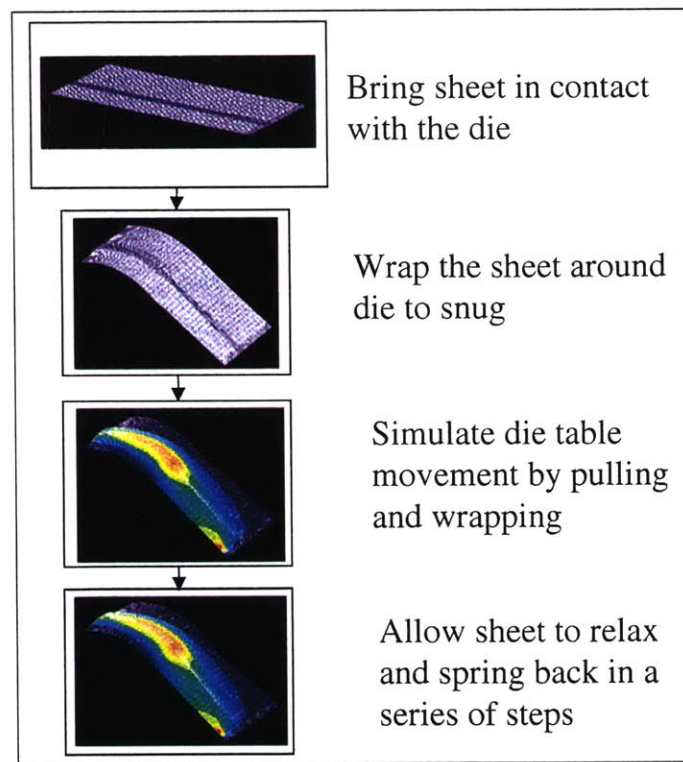 Bring sheet in contact
with the die
Wrap the sheet around
die to snug
Simulate die table
movement by pulling
and wrapping
Allow sheet to relax
and spring back in a
series of steps